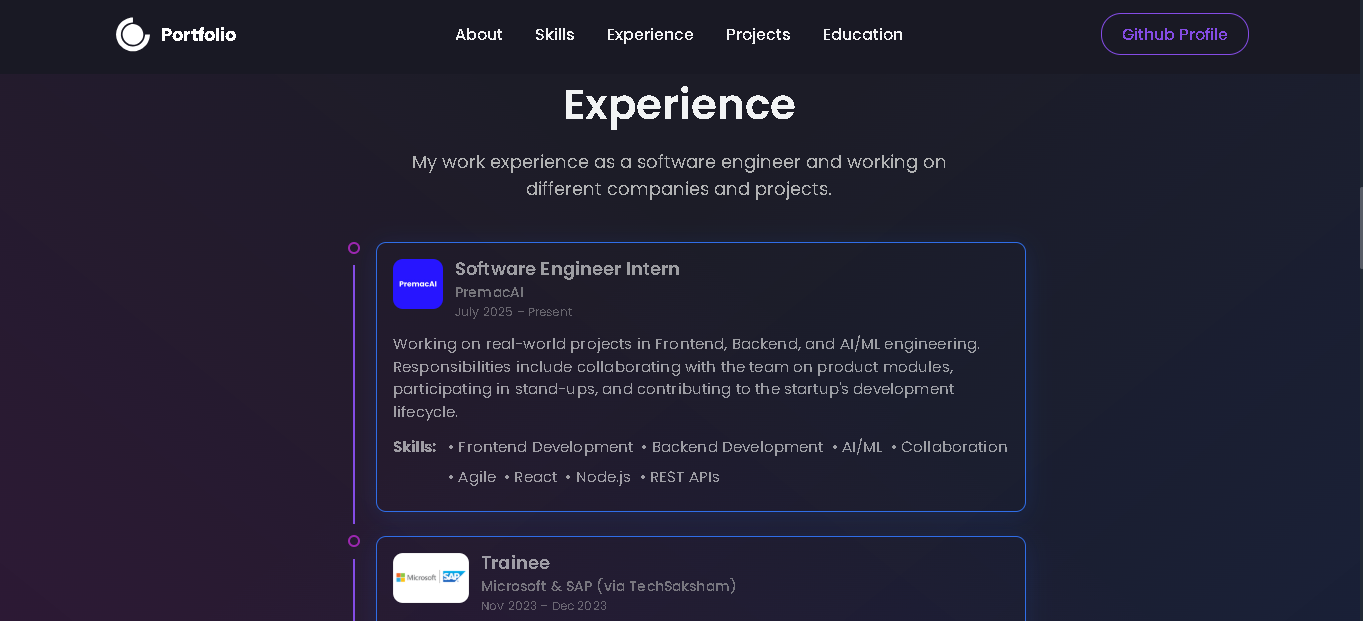 Portfolio
About Skills Experience Projects Education
Github Profile
Experience
My work experience as a software engineer and working on
different companies and projects.
PremacAI
Software Engineer Intern
PremacAI
July 2025 - Present
Working on real-world projects in Frontend, Backend, and AI/ML engineering.
Responsibilities include collaborating with the team on product modules,
participating in stand-ups, and contributing to the startup's development
lifecycle.
Skills: • Frontend Development • Backend Development • AI/ML • Collaboration
• Agile • React • Node.js • REST APIs
Microsoft SAP
Trainee
Microsoft & SAP (via TechSaksham)
Nov 2023 - Dec 2023